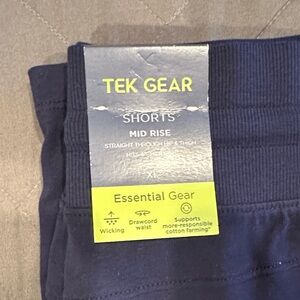 TEK GEAR
SHORTS
MID RISE
STRAIGHT THROUGH HIP & THIGH
XL
Essential Gear
Wicking
Drawcord
waist
Supports
more-responsible
cotton farming*